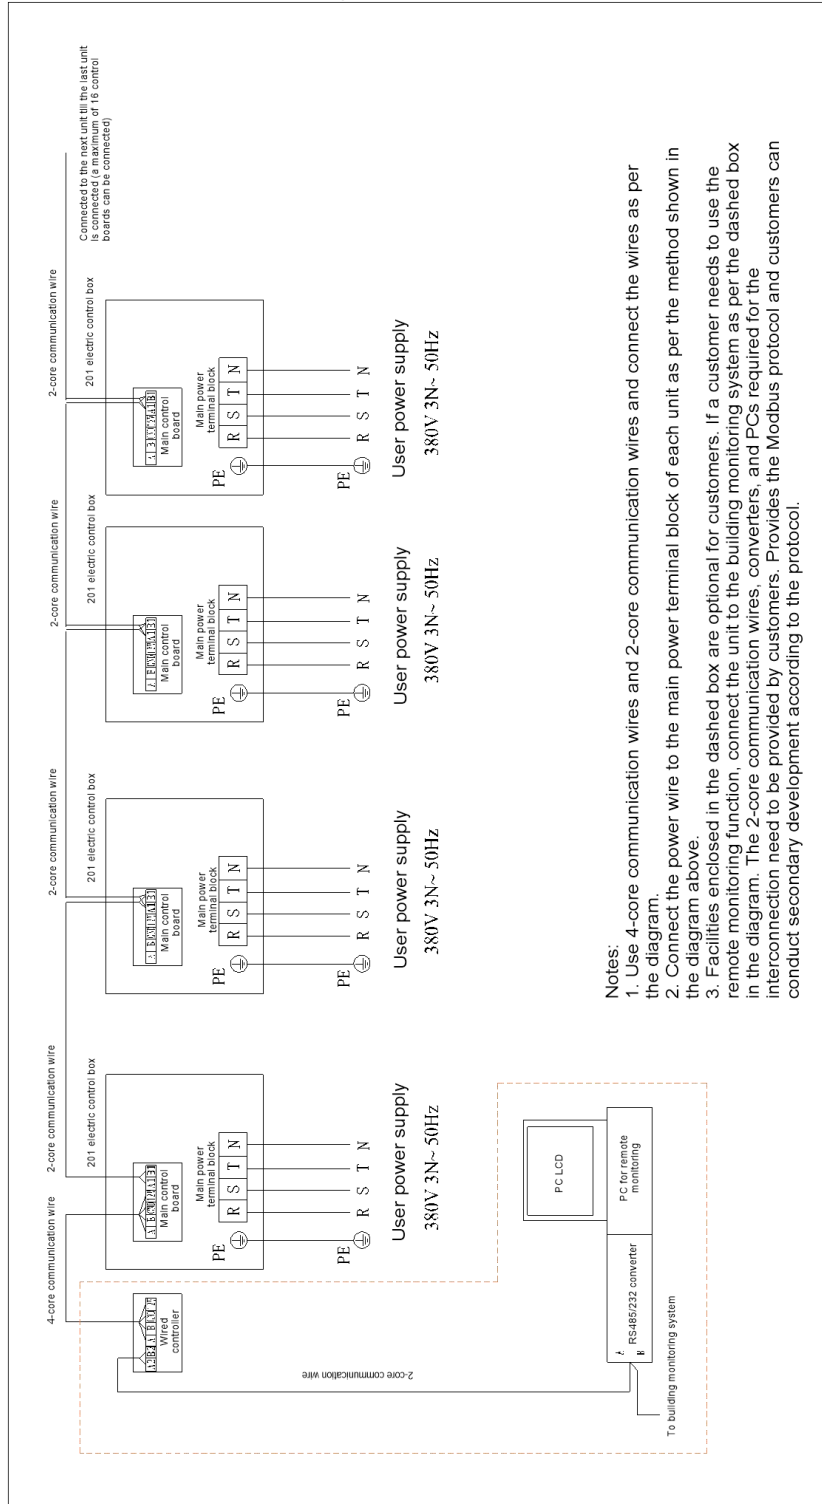 4-core communication wire
2-core communication wire
2-core communication wire
2-core communication wire
2-core communication wire
Connected to the next unit till the last unit
is connected (a maximum of 16 control
boards can be connected)
201 electric control box
201 electric control box
201 electric control box
201 electric control box
Wired
controller
Main control
board
Main control
board
Main control
board
Main control
board
Main power
terminal block
Main power
terminal block
Main power
terminal block
Main power
terminal block
PE R S T N
PE R S T N
PE R S T N
PE R S T N
PE R S T N
PE R S T N
PE R S T N
PE R S T N
User power supply
380V 3N~ 50Hz
User power supply
380V 3N~ 50Hz
User power supply
380V 3N~ 50Hz
User power supply
380V 3N~ 50Hz
2-core communication wire
PC LCD
A
B
RS485/232 converter
PC for remote
monitoring
To building monitoring system
Notes:
1. Use 4-core communication wires and 2-core communication wires and connect the wires as per
the diagram.
2. Connect the power wire to the main power terminal block of each unit as per the method shown in
the diagram above.
3. Facilities enclosed in the dashed box are optional for customers. If a customer needs to use the
remote monitoring function, connect the unit to the building monitoring system as per the dashed box
in the diagram. The 2-core communication wires, converters, and PCs required for the
interconnection need to be provided by customers. Provides the Modbus protocol and customers can
conduct secondary development according to the protocol.